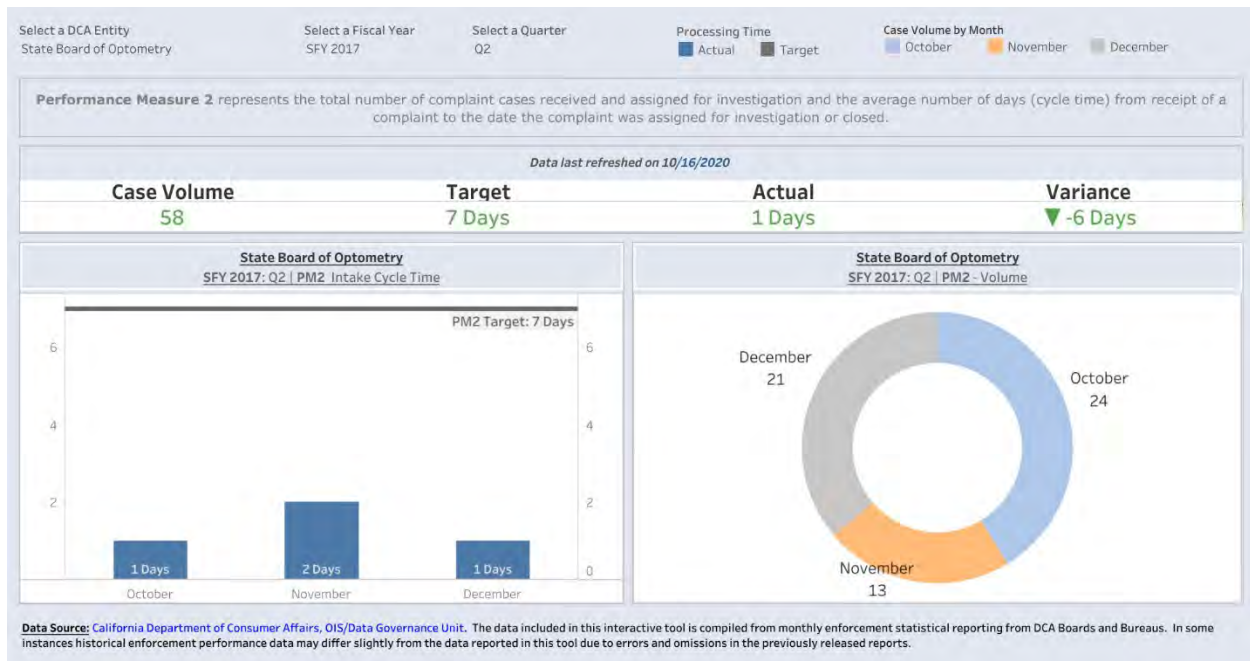 Select a DCA Entity
State Board of Optometry
Select a Fiscal Year
SFY 2017
Select a Quarter
Q2
Processing Time
Actual
Target
Case Volume by Month
October
November
December
Performance Measure 2 represents the total number of complaint cases received and assigned for investigation and the average number of days (cycle time) from receipt of a
complaint to the date the complaint was assigned for investigation or closed.
Data last refreshed on 10/16/2020
Case Volume
Target
Actual
Variance
58
7 Days
1 Days
▼ -6 Days
State Board of Optometry
SFY 2017: Q2 | PM2 Intake Cycle Time
PM2 Target: 7 Days
6
6
4
4
2
2
0
1 Days
2 Days
1 Days
October
November
December
State Board of Optometry
SFY 2017: Q2 | PM2 - Volume
December
21
October
24
November
13
Data Source: California Department of Consumer Affairs, OIS/Data Governance Unit. The data included in this interactive tool is compiled from monthly enforcement statistical reporting from DCA Boards and Bureaus. In some
instances historical enforcement performance data may differ slightly from the data reported in this tool due to errors and omissions in the previously released reports.